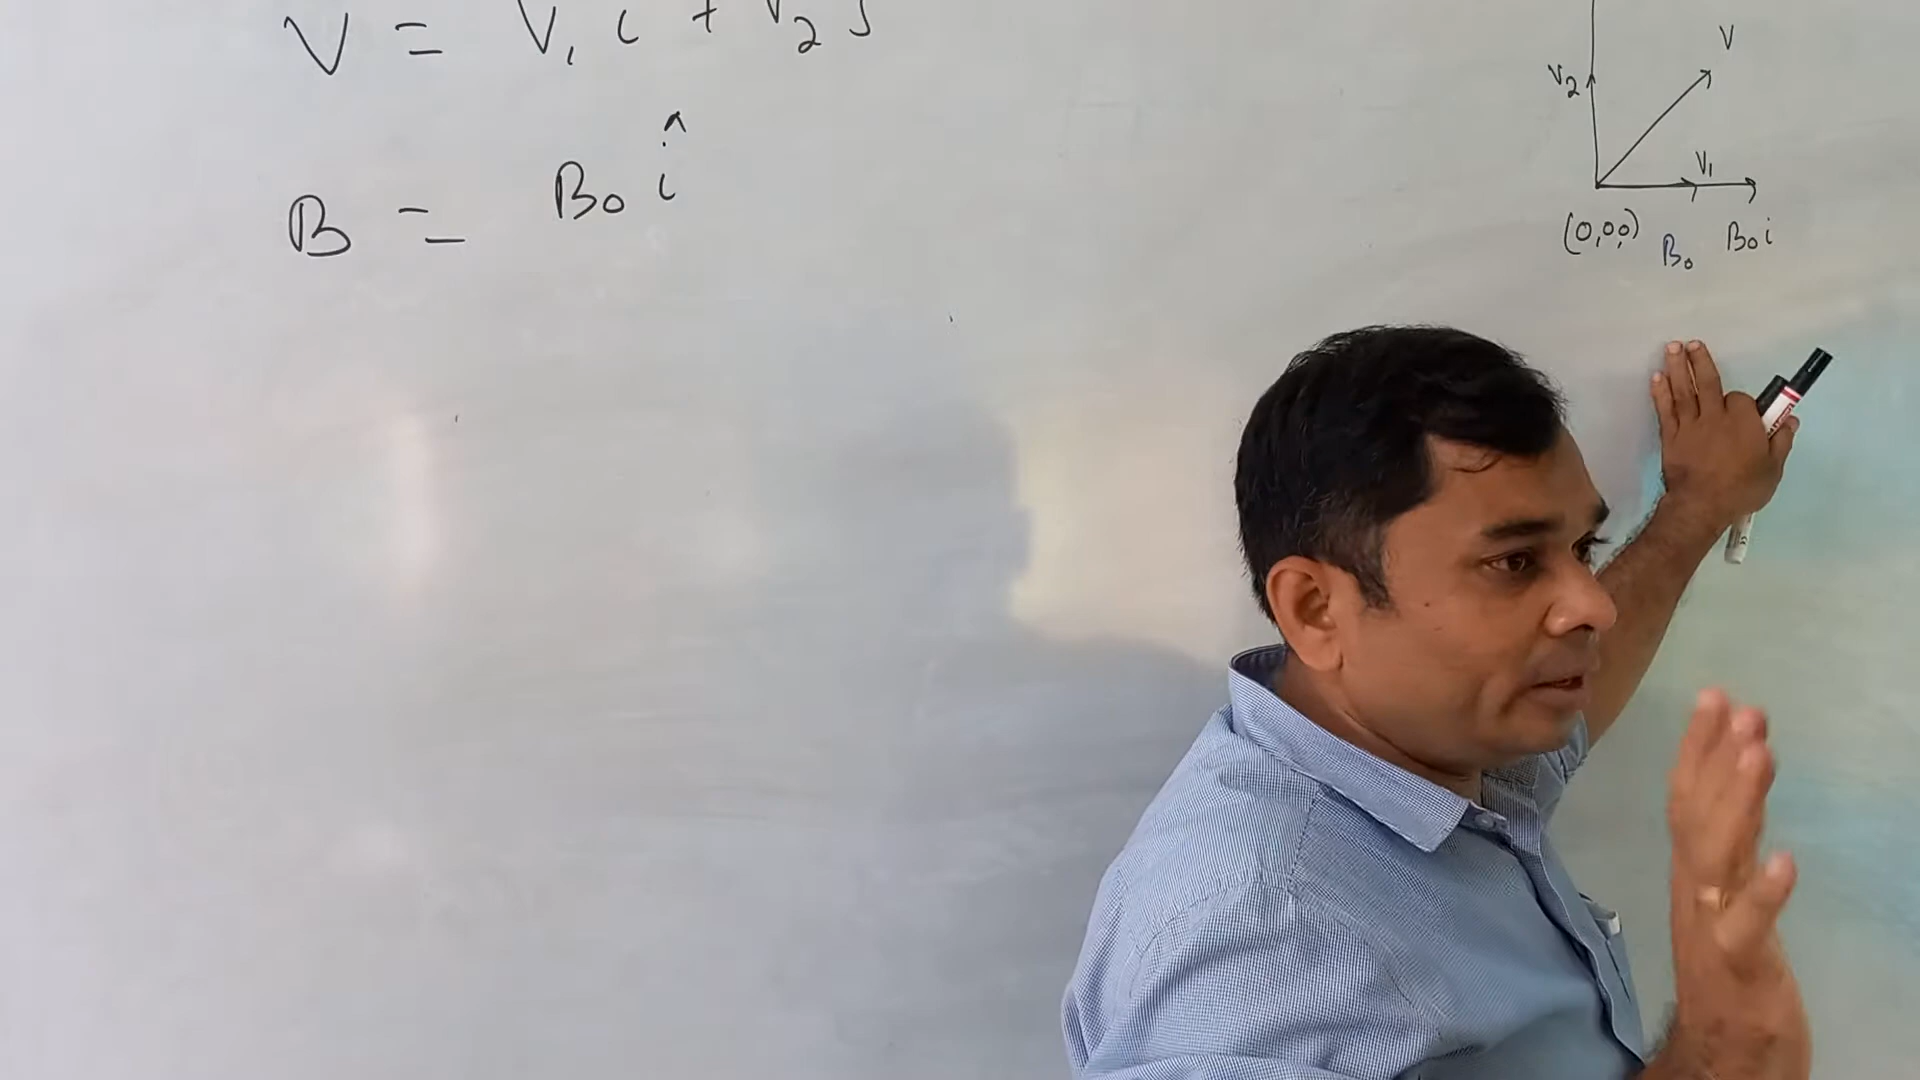 V = V₁ i + V₂ j
B = B₀ î
V
V₂
V₁
(0,0,0)
B₀
B₀ i